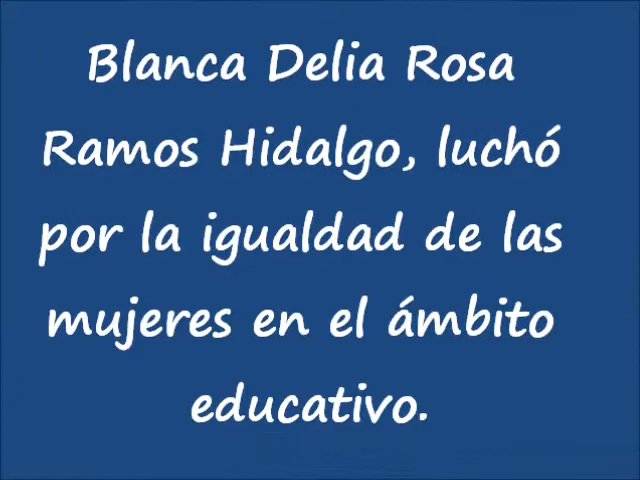 Blanca Delia Rosa
Ramos Hidalgo, luchó
por la igualdad de las
mujeres en el ámbito
educativo.